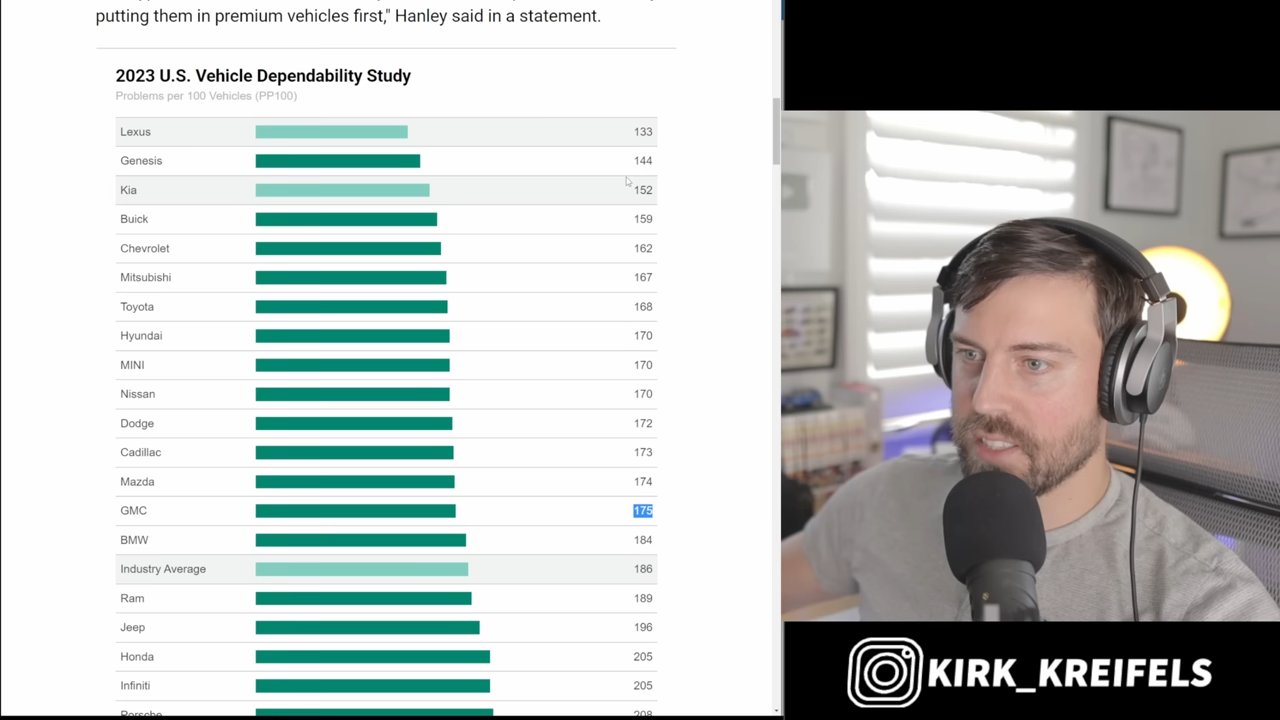 putting them in premium vehicles first," Hanley said in a statement.
2023 U.S. Vehicle Dependability Study
Problems per 100 Vehicles (PP100)
Lexus 133
Genesis 144
Kia 152
Buick 159
Chevrolet 162
Mitsubishi 167
Toyota 168
Hyundai 170
MINI 170
Nissan 170
Dodge 172
Cadillac 173
Mazda 174
GMC 175
BMW 184
Industry Average 186
Ram 189
Jeep 196
Honda 205
Infiniti 205
Porsche 208
KIRK_KREIFELS